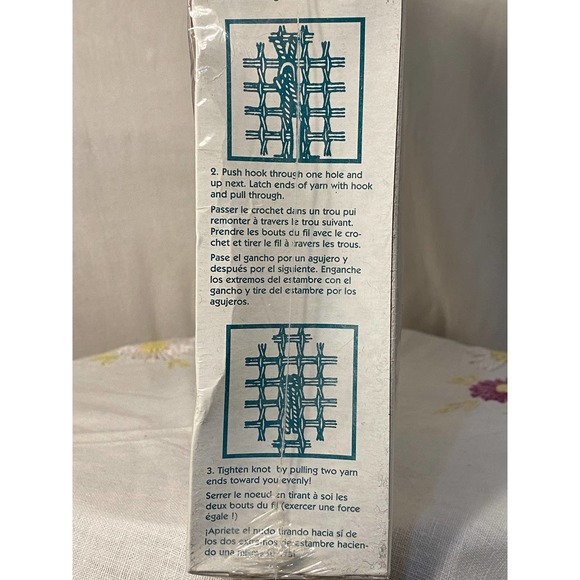 2. Push hook through one hole and
up next. Latch ends of yarn with hook
and pull through.
Passer le crochet dans un trou pui
remonter à travers le trou suivant.
Prendre les bouts du fil avec le cro-
chet et tirer le fil à travers les trous.
Pase el gancho por un agujero y
después por el siguiente. Enganche
los extremos del estambre con el
gancho y tire del estambre por los
agujeros.
3. Tighten knot by pulling two yarn
ends toward you evenly!
Serrer le noeud en tirant à soi les
deux bouts du fil (exercer une force
égale !)
¡Apriete el nudo tirando hacia sí de
los dos extremos de estambre hacien-
do una misma